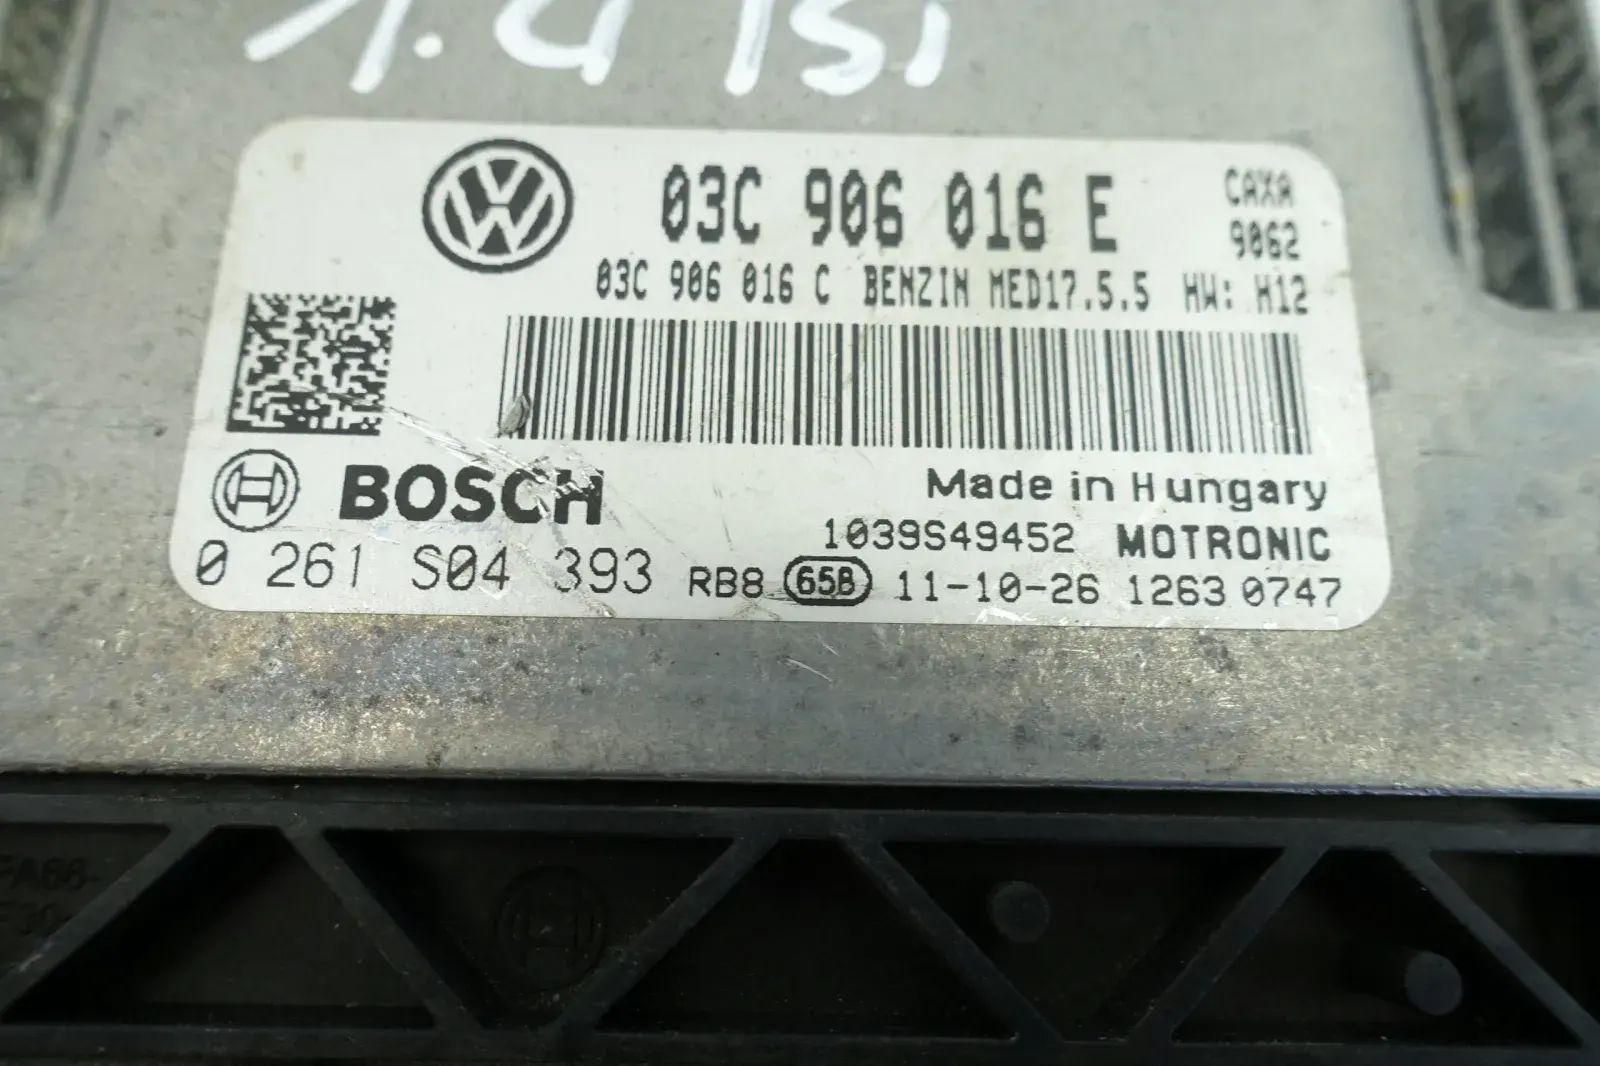 1.4 TSi
03C 906 016 E
CAXA
9062
03C 906 016 C BENZIN MED17.5.5 HW: H12
BOSCH
Made in Hungary
1039S49452 MOTRONIC
0 261 S04 393 RB8 65B 11-10-26 1263 0747